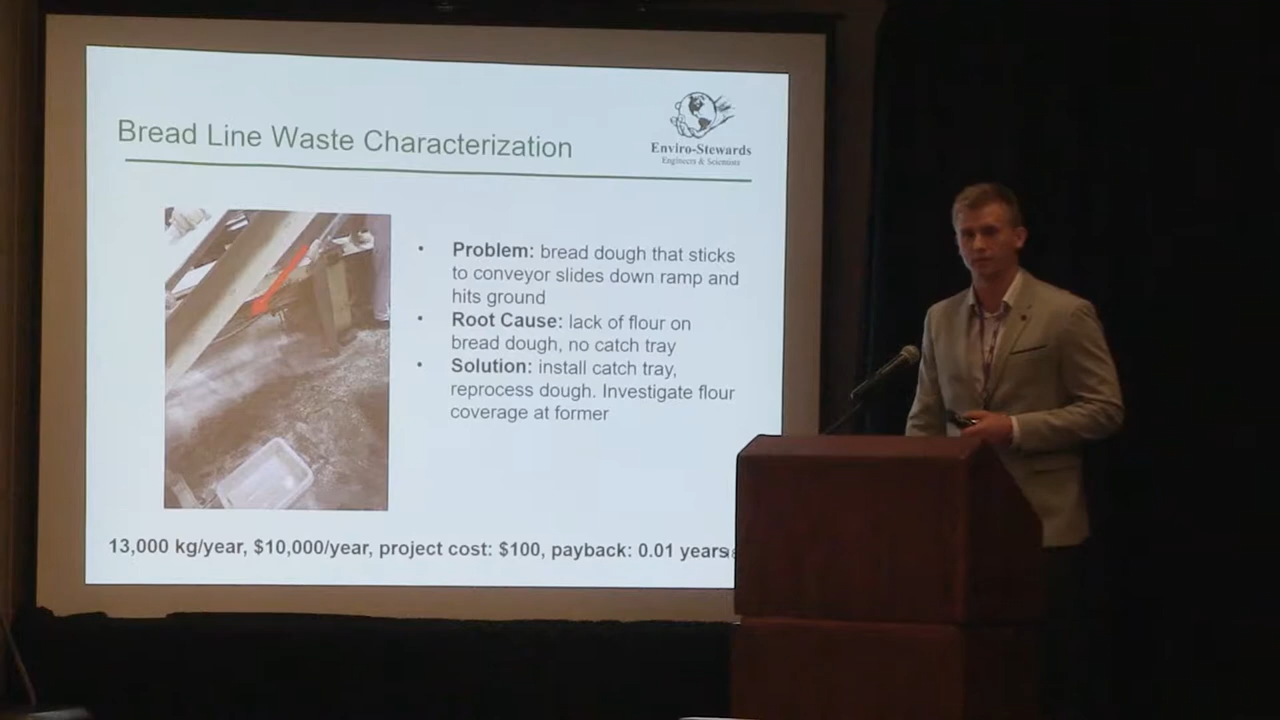 Bread Line Waste Characterization
Enviro-Stewards
Engineers & Scientists
• Problem: bread dough that sticks
to conveyor slides down ramp and
hits ground
• Root Cause: lack of flour on
bread dough, no catch tray
• Solution: install catch tray,
reprocess dough. Investigate flour
coverage at former
13,000 kg/year, $10,000/year, project cost: $100, payback: 0.01 years